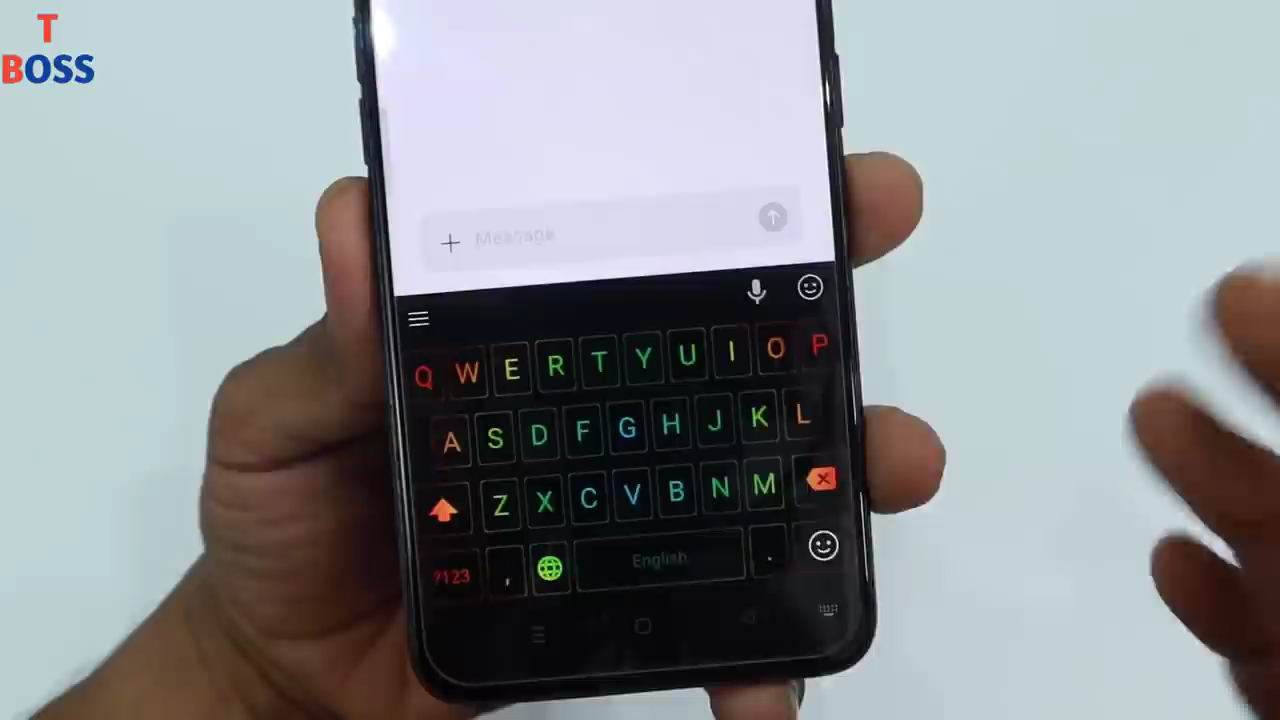 T
BOSS
Message
Q W E R T Y U I O P
A S D F G H J K L
Z X C V B N M
?123 , English .